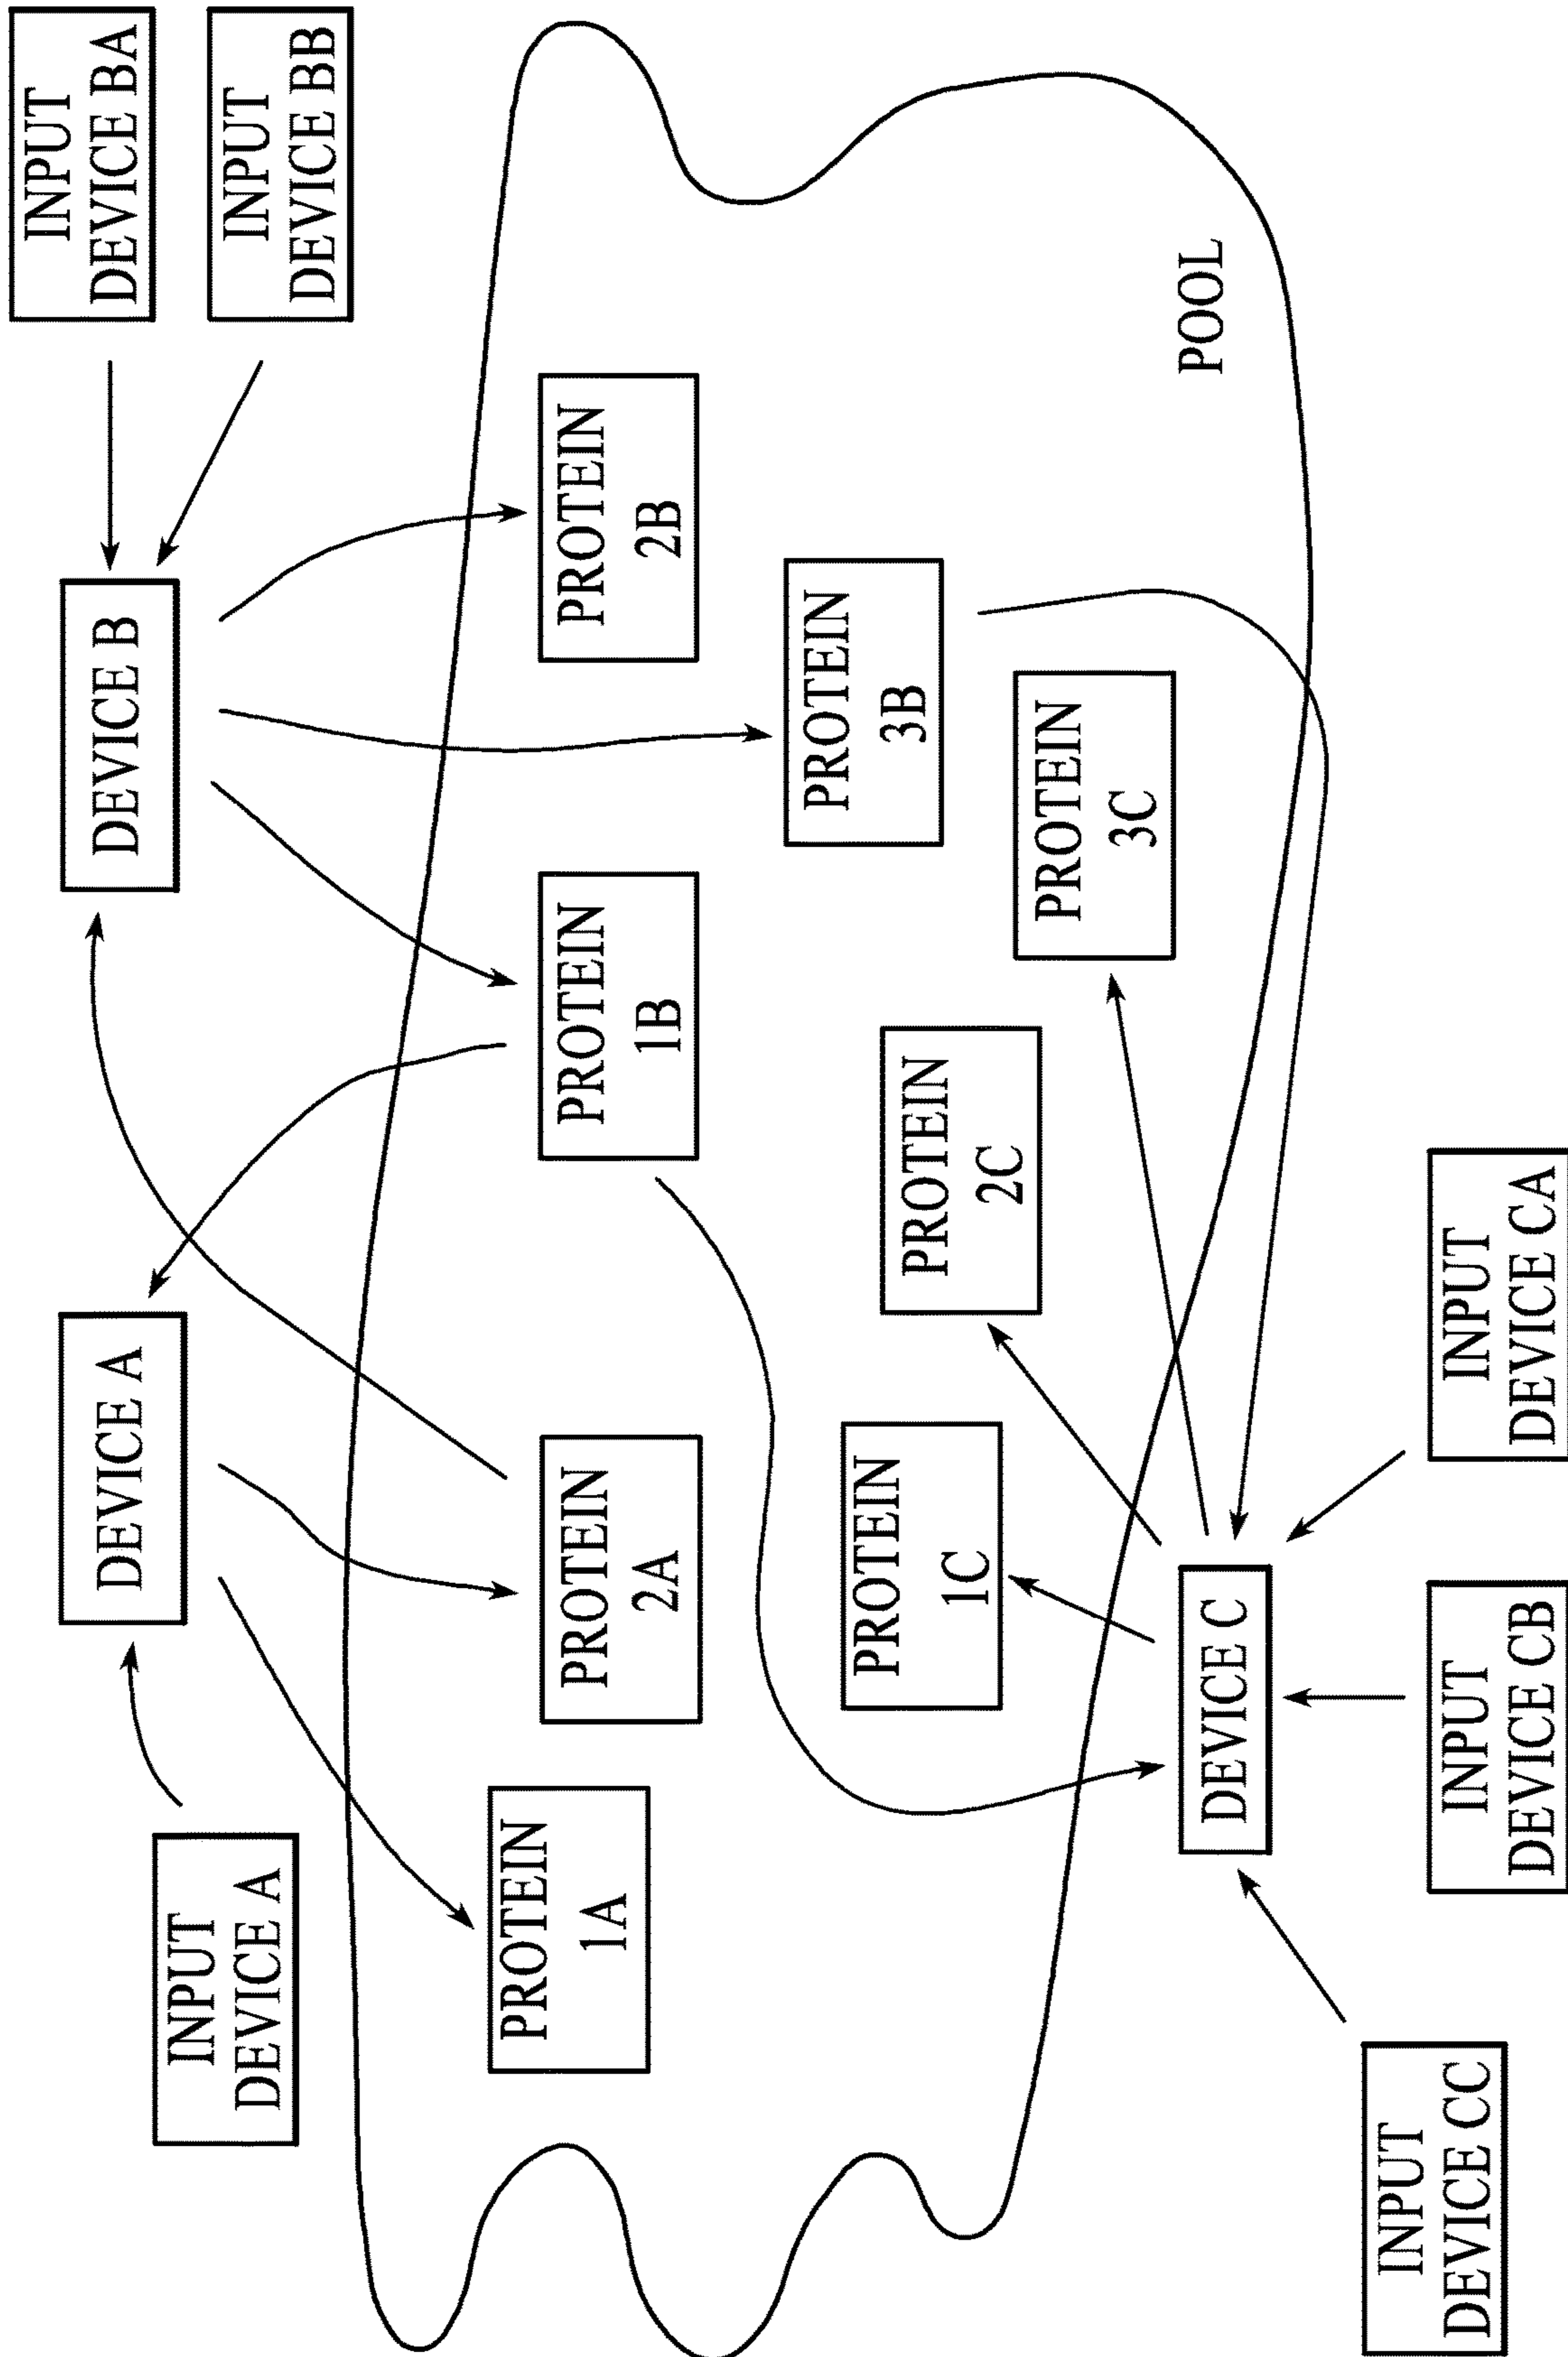 INPUT
DEVICE A
DEVICE A
DEVICE B
INPUT
DEVICE BA
INPUT
DEVICE BB
PROTEIN
1A
PROTEIN
2A
PROTEIN
1B
PROTEIN
2B
PROTEIN
3B
PROTEIN
1C
PROTEIN
2C
PROTEIN
3C
POOL
DEVICE C
INPUT
DEVICE CC
INPUT
DEVICE CB
INPUT
DEVICE CA